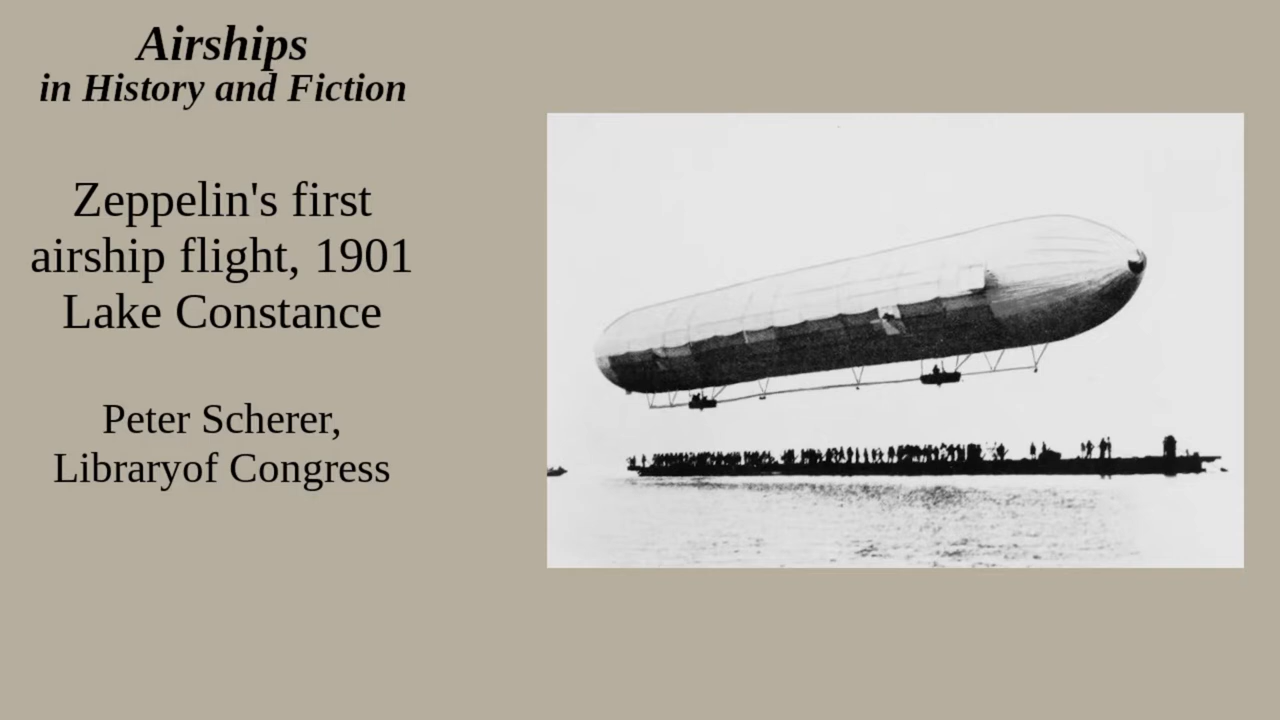 Airships
in History and Fiction
Zeppelin's first
airship flight, 1901
Lake Constance
Peter Scherer,
Libraryof Congress